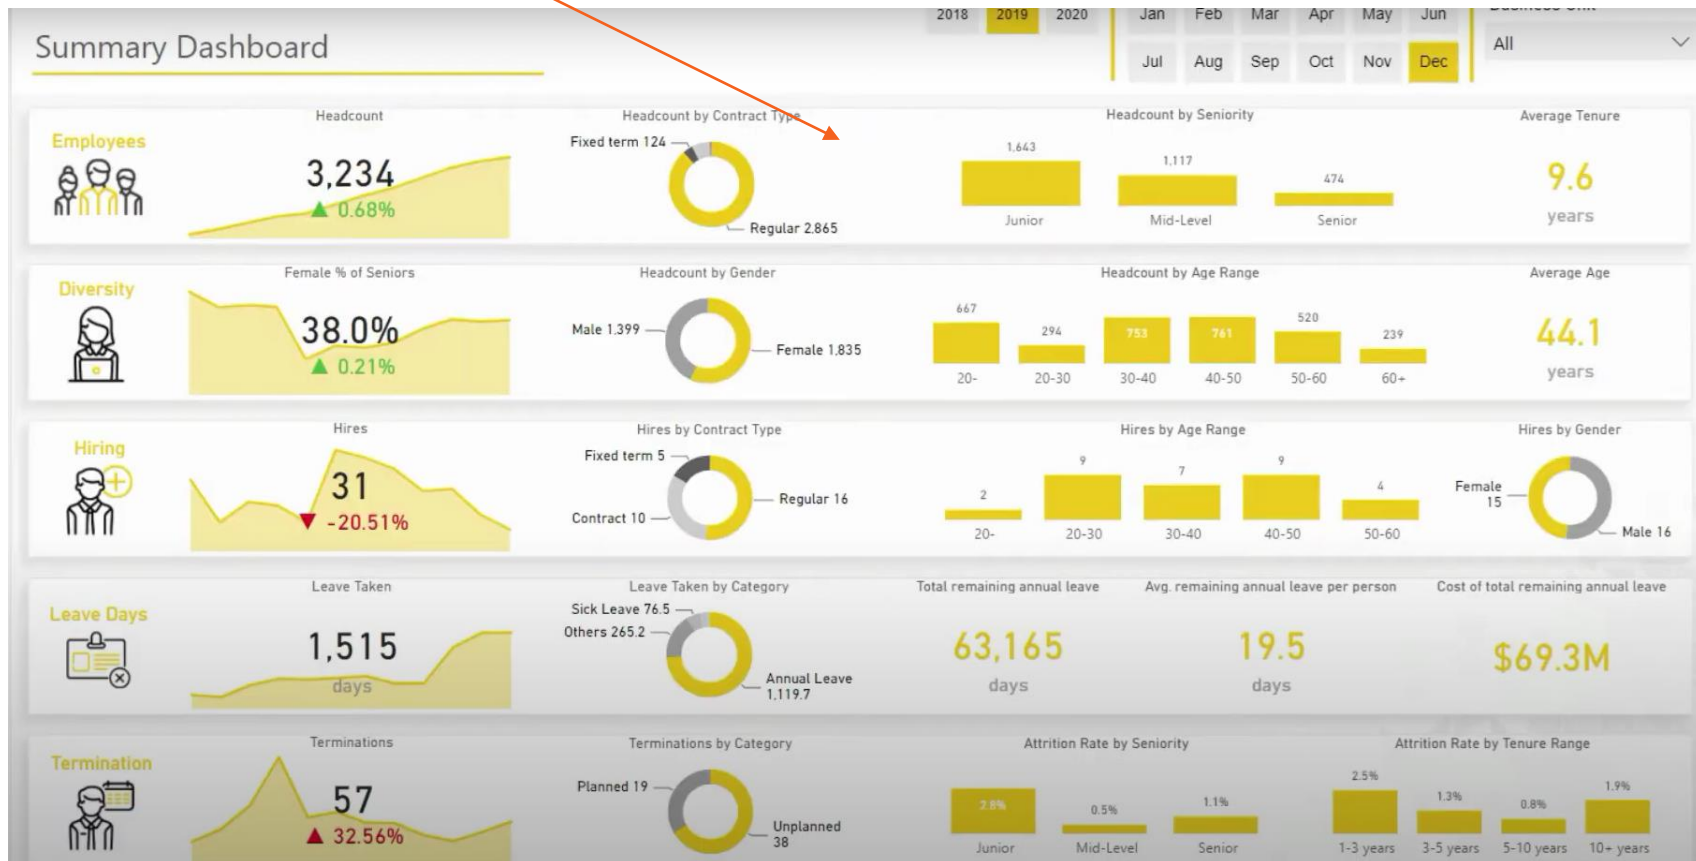 2018 2019 2020
Jan Feb Mar Apr May Jun
Summary Dashboard
All
Jul Aug Sep Oct Nov Dec
Employees
Headcount
3,234
0.68%
Headcount by Contract Type
Fixed term 124
Regular 2,865
Headcount by Seniority
1,643
1,117
474
Junior
Mid-Level
Senior
Average Tenure
9.6
years
Diversity
Female % of Seniors
38.0%
0.21%
Headcount by Gender
Male 1,399
Female 1,835
Headcount by Age Range
667
294
753
761
520
239
20-
20-30
30-40
40-50
50-60
60+
Average Age
44.1
years
Hiring
Hires
31
-20.51%
Hires by Contract Type
Fixed term 5
Regular 16
Contract 10
Hires by Age Range
2
9
7
9
4
20-
20-30
30-40
40-50
50-60
Hires by Gender
Female
15
Male 16
Leave Days
Leave Taken
1,515
days
Leave Taken by Category
Sick Leave 76.5
Others 265.2
Annual Leave
1,119.7
Total remaining annual leave
63,165
days
Avg. remaining annual leave per person
19.5
days
Cost of total remaining annual leave
$69.3M
Termination
Terminations
57
32.56%
Terminations by Category
Planned 19
Unplanned
38
Attrition Rate by Seniority
2.8%
0.5%
1.1%
Junior
Mid-Level
Senior
Attrition Rate by Tenure Range
2.5%
1.3%
0.8%
1.9%
1-3 years
3-5 years
5-10 years
10+ years